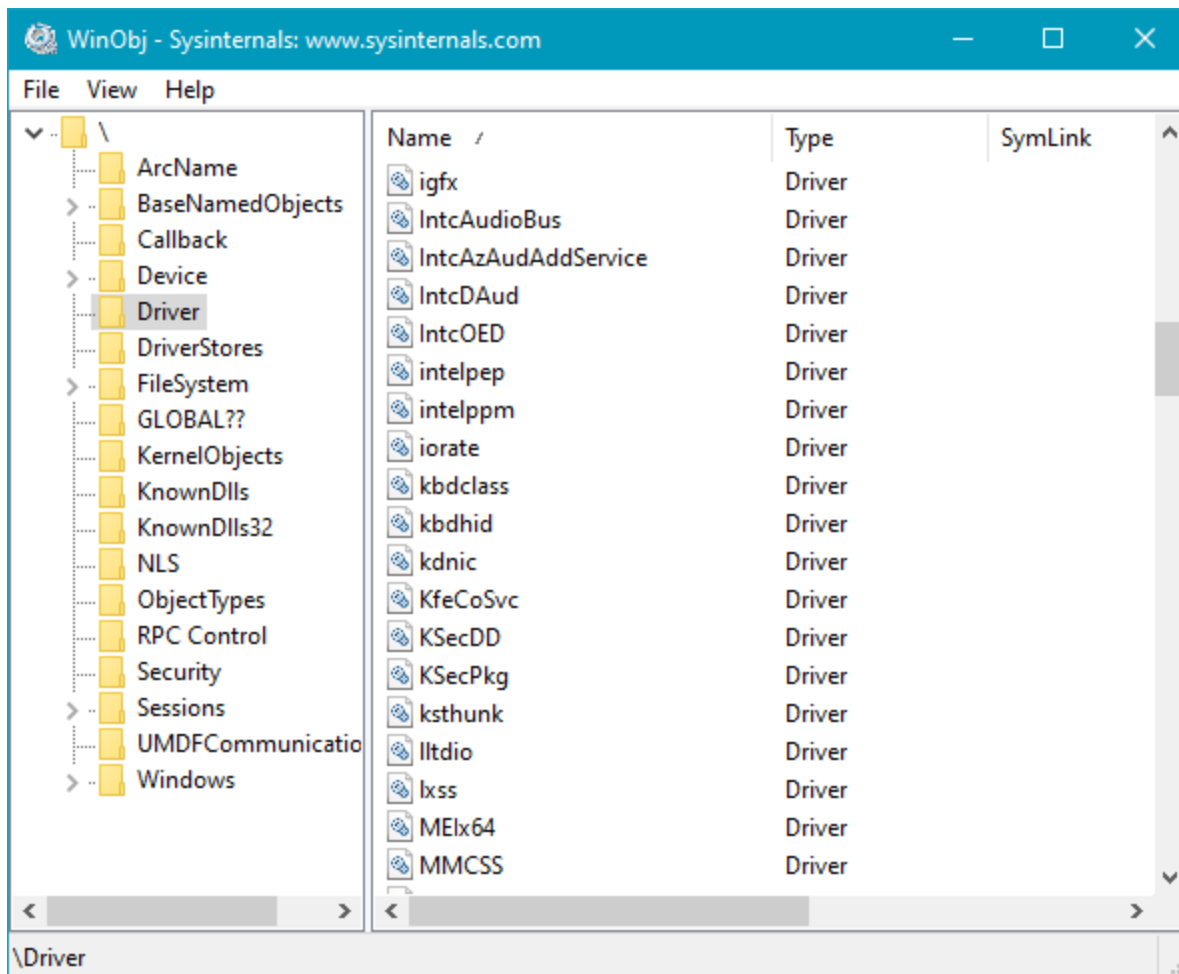 WinObj - Sysinternals: www.sysinternals.com
File View Help
\
ArcName
BaseNamedObjects
Callback
Device
Driver
DriverStores
FileSystem
GLOBAL??
KernelObjects
KnownDlls
KnownDlls32
NLS
ObjectTypes
RPC Control
Security
Sessions
UMDFCommunicatio
Windows
Name Type SymLink
igfx Driver
IntcAudioBus Driver
IntcAzAudAddService Driver
IntcDAud Driver
IntcOED Driver
intelpep Driver
intelppm Driver
iorate Driver
kbdclass Driver
kbdhid Driver
kdnic Driver
KfeCoSvc Driver
KSecDD Driver
KSecPkg Driver
ksthunk Driver
lltdio Driver
lxss Driver
MEIx64 Driver
MMCSS Driver
\Driver